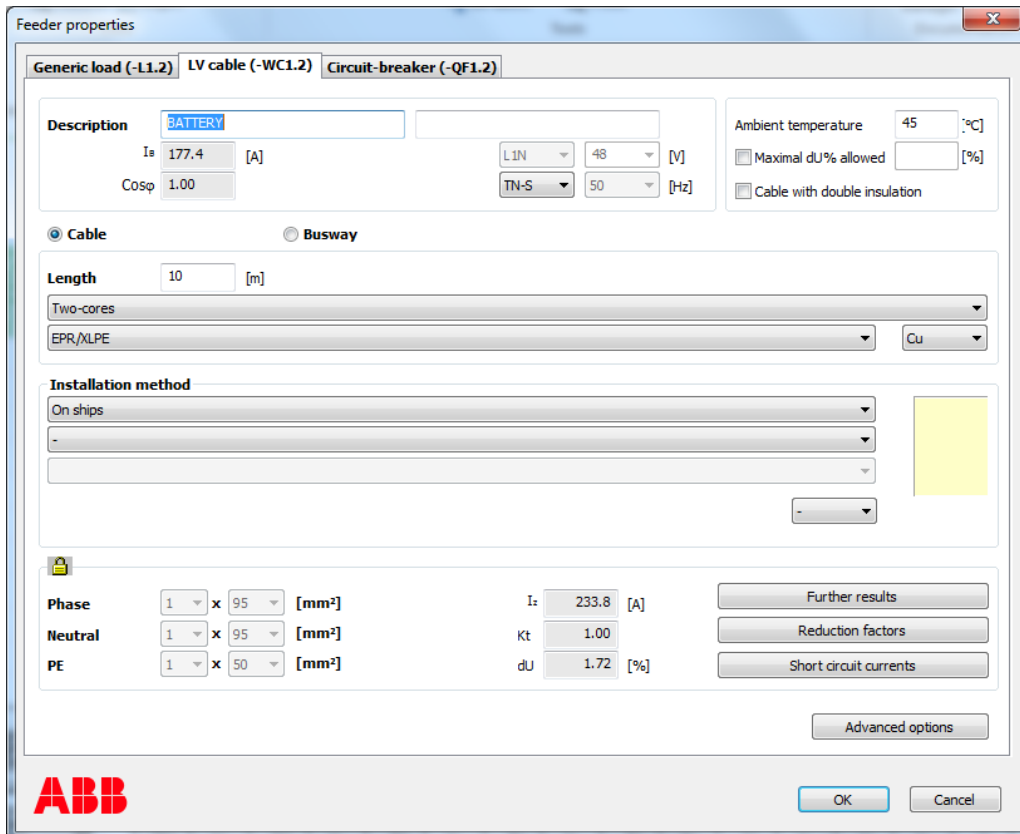 Feeder properties
Generic load (-L1.2) LV cable (-WC1.2) Circuit-breaker (-QF1.2)
Description BATTERY Ambient temperature 45 [°C]
IB 177.4 [A] L1N 48 [V] Maximal dU% allowed [%]
Cosφ 1.00 TN-S 50 [Hz] Cable with double insulation
Cable Busway
Length 10 [m]
Two-cores
EPR/XLPE Cu
Installation method
On ships
-
-
Phase 1 x 95 [mm²] Iz 233.8 [A] Further results
Neutral 1 x 95 [mm²] Kt 1.00 Reduction factors
PE 1 x 50 [mm²] dU 1.72 [%] Short circuit currents
Advanced options
ABB OK Cancel